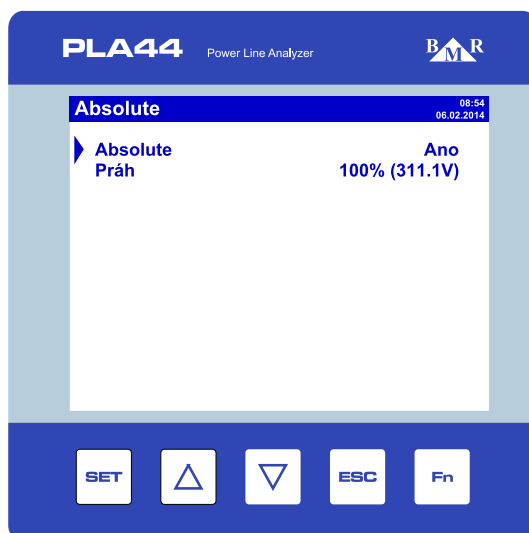 PLA44 Power Line Analyzer BMR
Absolute 08:54
06.02.2014
Absolute Ano
Práh 100% (311.1V)
SET ESC Fn